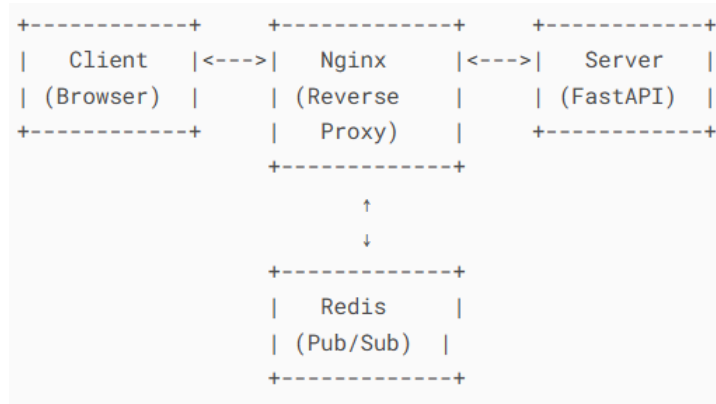 +------------+     +-------------+     +------------+
|   Client   |<--->|   Nginx     |<--->|   Server   |
| (Browser)  |     | (Reverse    |     | (FastAPI)  |
+------------+     |   Proxy)    |     +------------+
                   +-------------+
                          ↑
                          ↓
                   +-------------+
                   |   Redis     |
                   | (Pub/Sub)  |
                   +-------------+